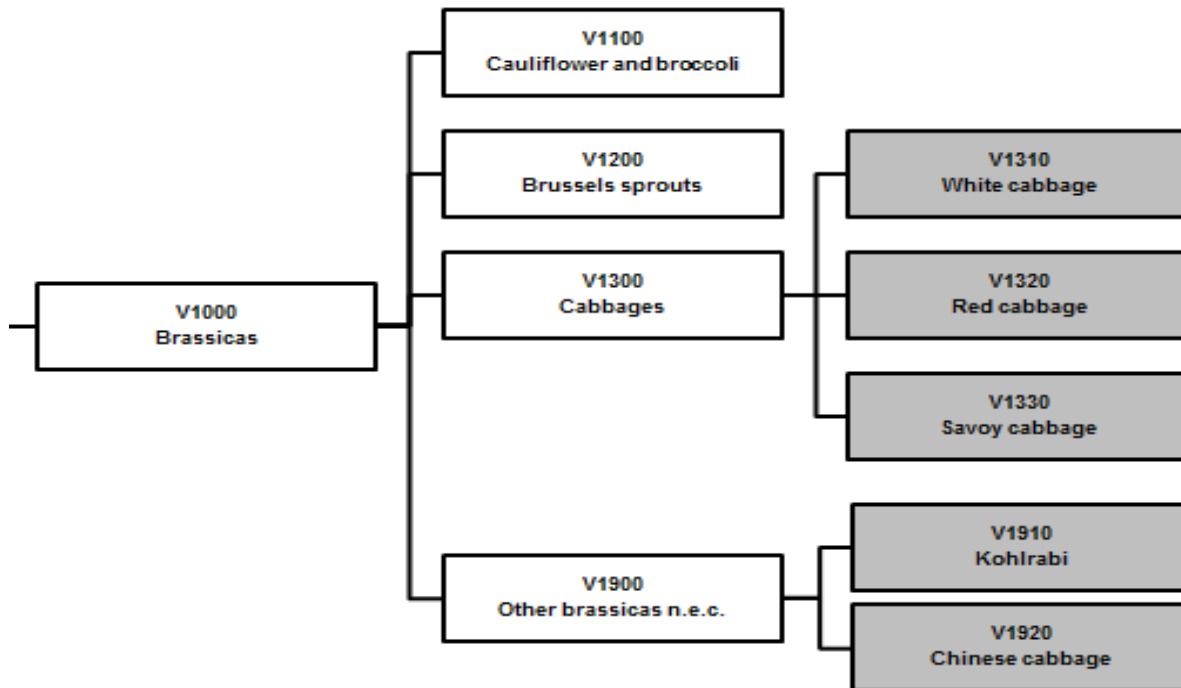 V1100
Cauliflower and broccoli
V1200
Brussels sprouts
V1310
White cabbage
V1000
Brassicas
V1300
Cabbages
V1320
Red cabbage
V1330
Savoy cabbage
V1900
Other brassicas n.e.c.
V1910
Kohlrabi
V1920
Chinese cabbage